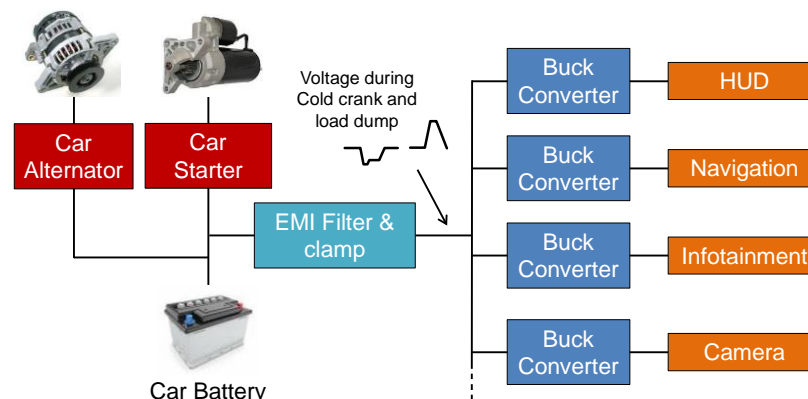 Car
Alternator
Car
Starter
Car Battery
EMI Filter &
clamp
Voltage during
Cold crank and
load dump
Buck
Converter
HUD
Buck
Converter
Navigation
Buck
Converter
Infotainment
Buck
Converter
Camera